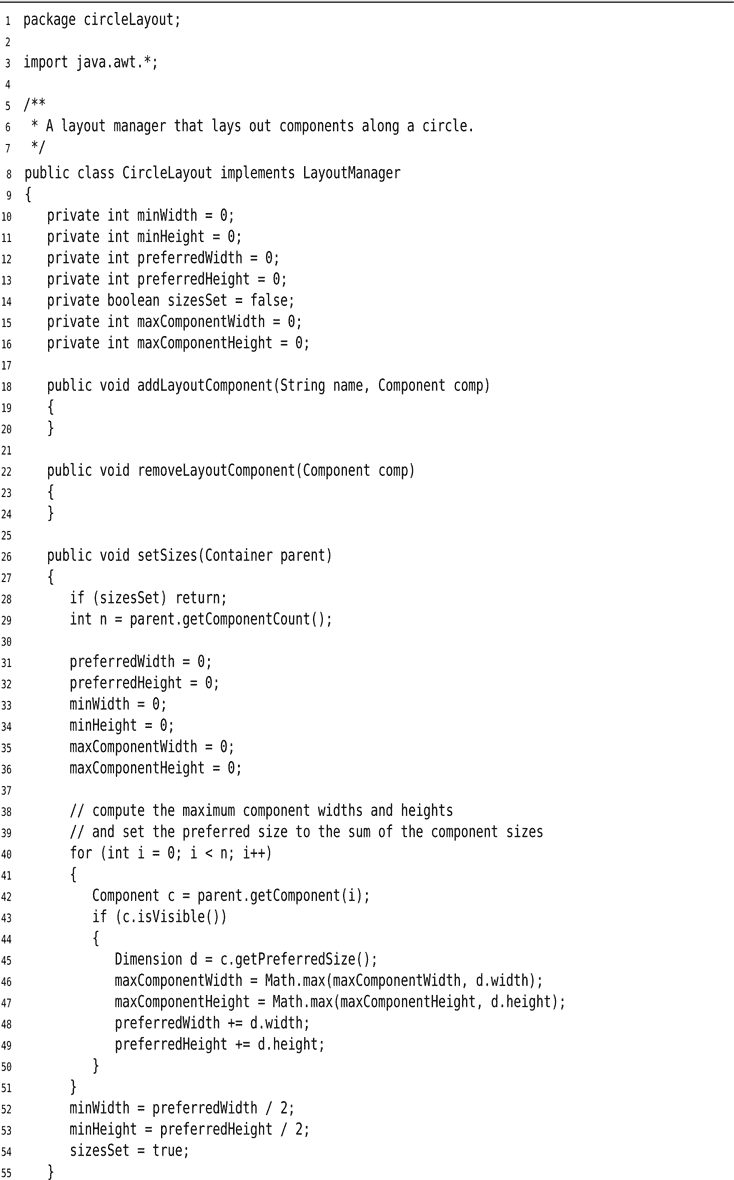 1 package circleLayout;
2
3 import java.awt.*;
4
5 /**
6  * A layout manager that lays out components along a circle.
7  */
8 public class CircleLayout implements LayoutManager
9 {
10    private int minWidth = 0;
11    private int minHeight = 0;
12    private int preferredWidth = 0;
13    private int preferredHeight = 0;
14    private boolean sizesSet = false;
15    private int maxComponentWidth = 0;
16    private int maxComponentHeight = 0;
17
18    public void addLayoutComponent(String name, Component comp)
19    {
20    }
21
22    public void removeLayoutComponent(Component comp)
23    {
24    }
25
26    public void setSizes(Container parent)
27    {
28       if (sizesSet) return;
29       int n = parent.getComponentCount();
30
31       preferredWidth = 0;
32       preferredHeight = 0;
33       minWidth = 0;
34       minHeight = 0;
35       maxComponentWidth = 0;
36       maxComponentHeight = 0;
37
38       // compute the maximum component widths and heights
39       // and set the preferred size to the sum of the component sizes
40       for (int i = 0; i < n; i++)
41       {
42          Component c = parent.getComponent(i);
43          if (c.isVisible())
44          {
45             Dimension d = c.getPreferredSize();
46             maxComponentWidth = Math.max(maxComponentWidth, d.width);
47             maxComponentHeight = Math.max(maxComponentHeight, d.height);
48             preferredWidth += d.width;
49             preferredHeight += d.height;
50          }
51       }
52       minWidth = preferredWidth / 2;
53       minHeight = preferredHeight / 2;
54       sizesSet = true;
55    }